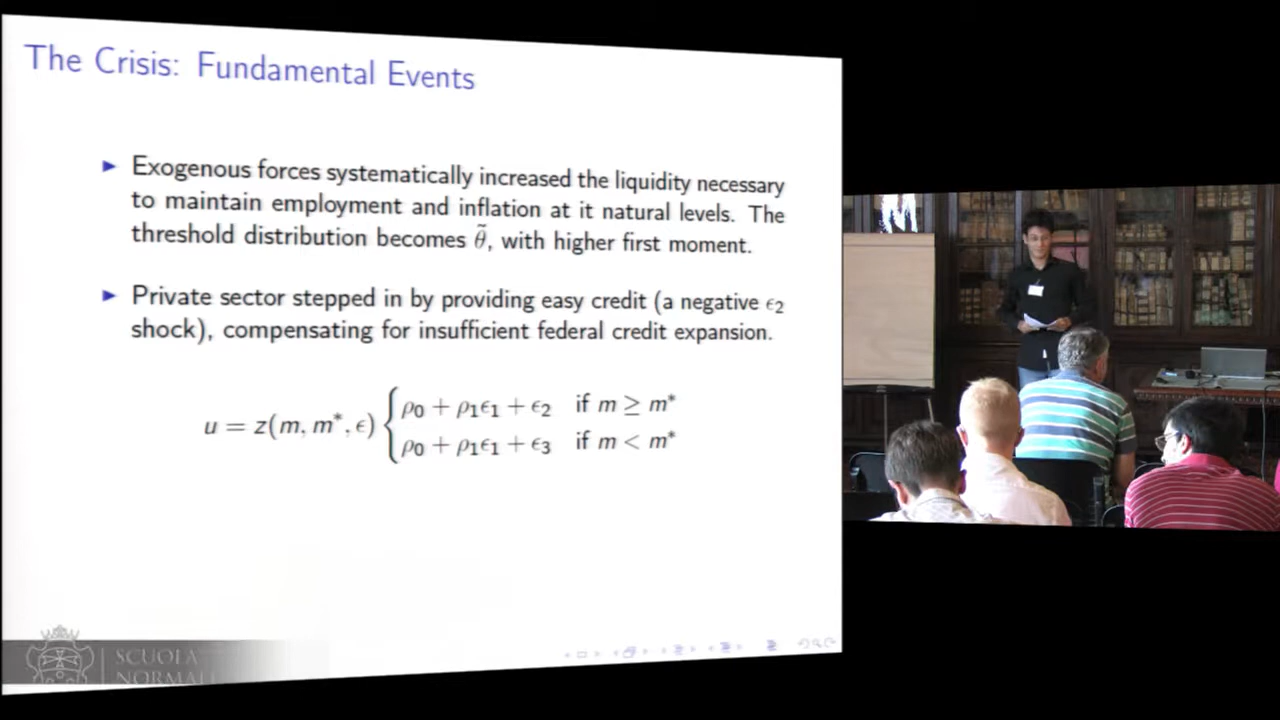 The Crisis: Fundamental Events
▶ Exogenous forces systematically increased the liquidity necessary
to maintain employment and inflation at it natural levels. The
threshold distribution becomes θ̃, with higher first moment.
▶ Private sector stepped in by providing easy credit (a negative ϵ₂
shock), compensating for insufficient federal credit expansion.
u = z(m, m*, ϵ) { ρ₀ + ρ₁ϵ₁ + ϵ₂ if m ≥ m*
ρ₀ + ρ₁ϵ₁ + ϵ₃ if m < m*
SCUOLA
NORMAL